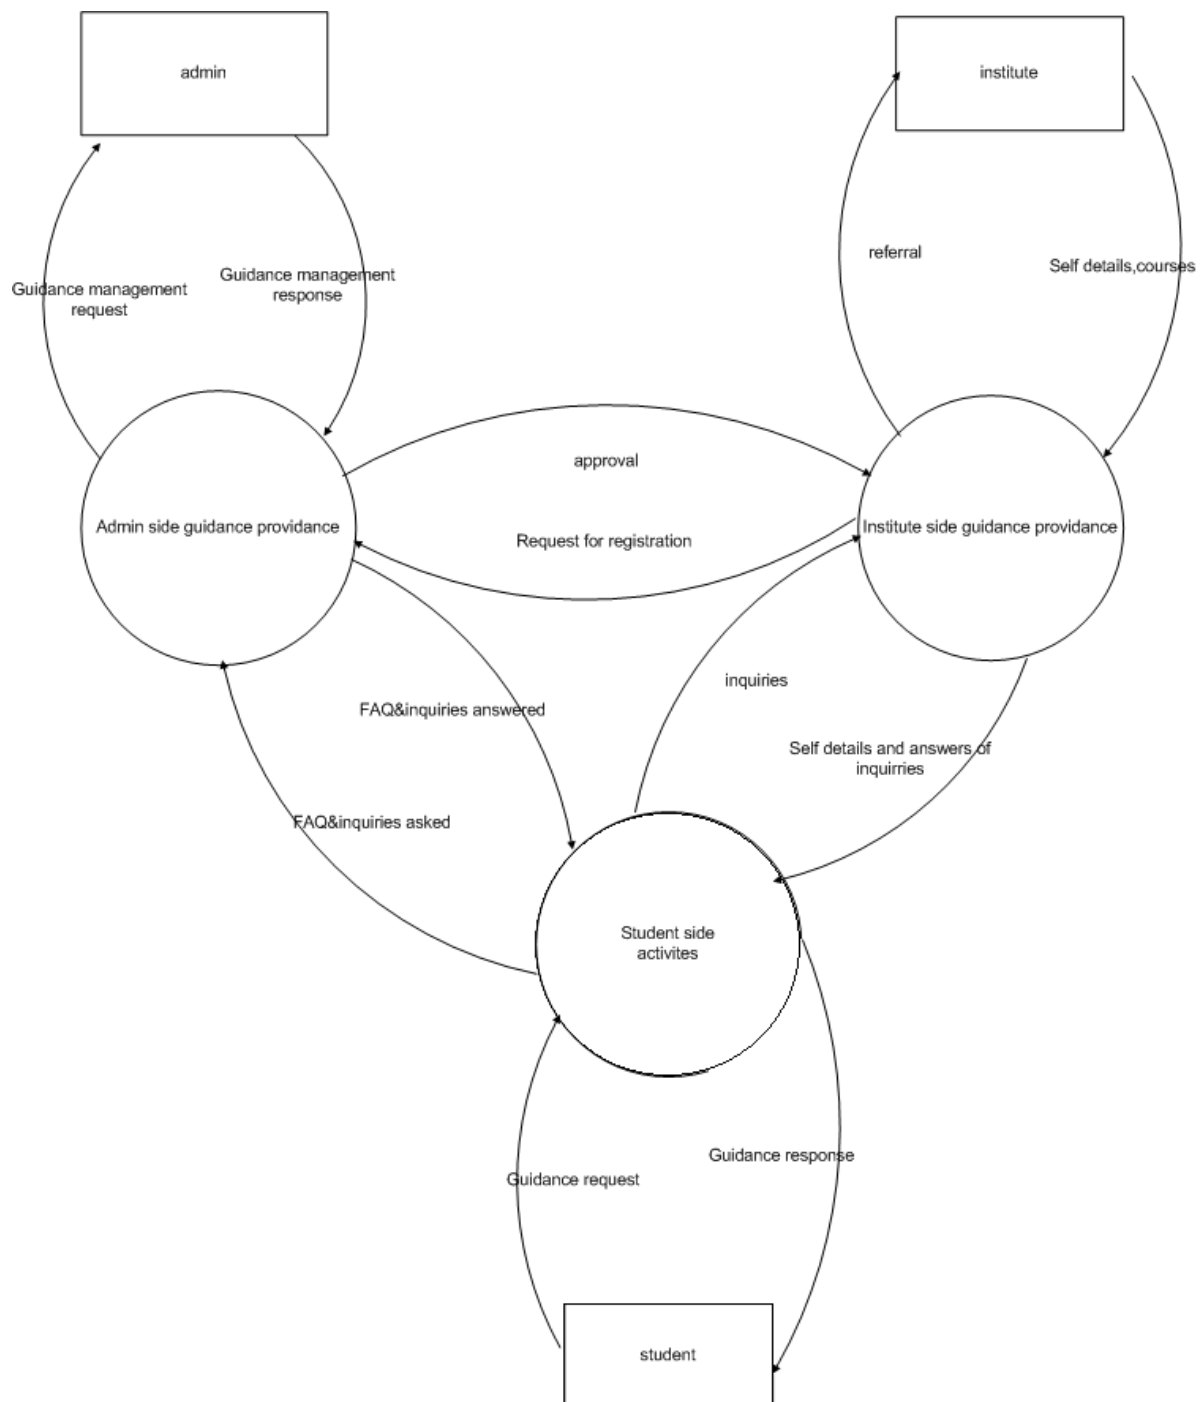 admin
institute
referral
Self details,courses
Guidance management
response
Guidance management
request
approval
Admin side guidance providance
Institute side guidance providance
Request for registration
inquiries
FAQ&inquiries answered
Self details and answers of
inquirries
FAQ&inquiries asked
Student side
activites
Guidance response
Guidance request
student